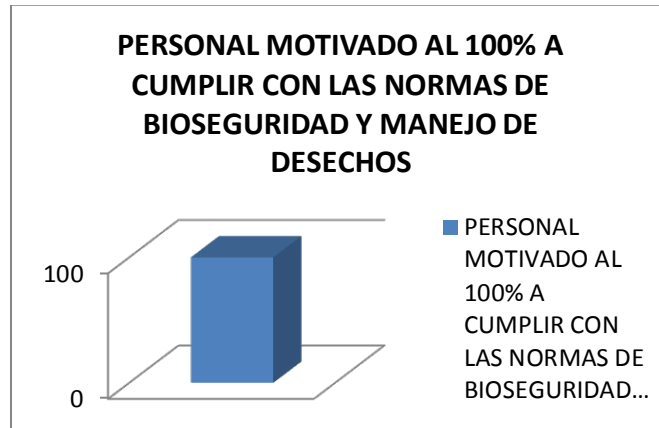 PERSONAL MOTIVADO AL 100% A
CUMPLIR CON LAS NORMAS DE
BIOSEGURIDAD Y MANEJO DE
DESECHOS
100
0
PERSONAL
MOTIVADO AL
100% A
CUMPLIR CON
LAS NORMAS DE
BIOSEGURIDAD...